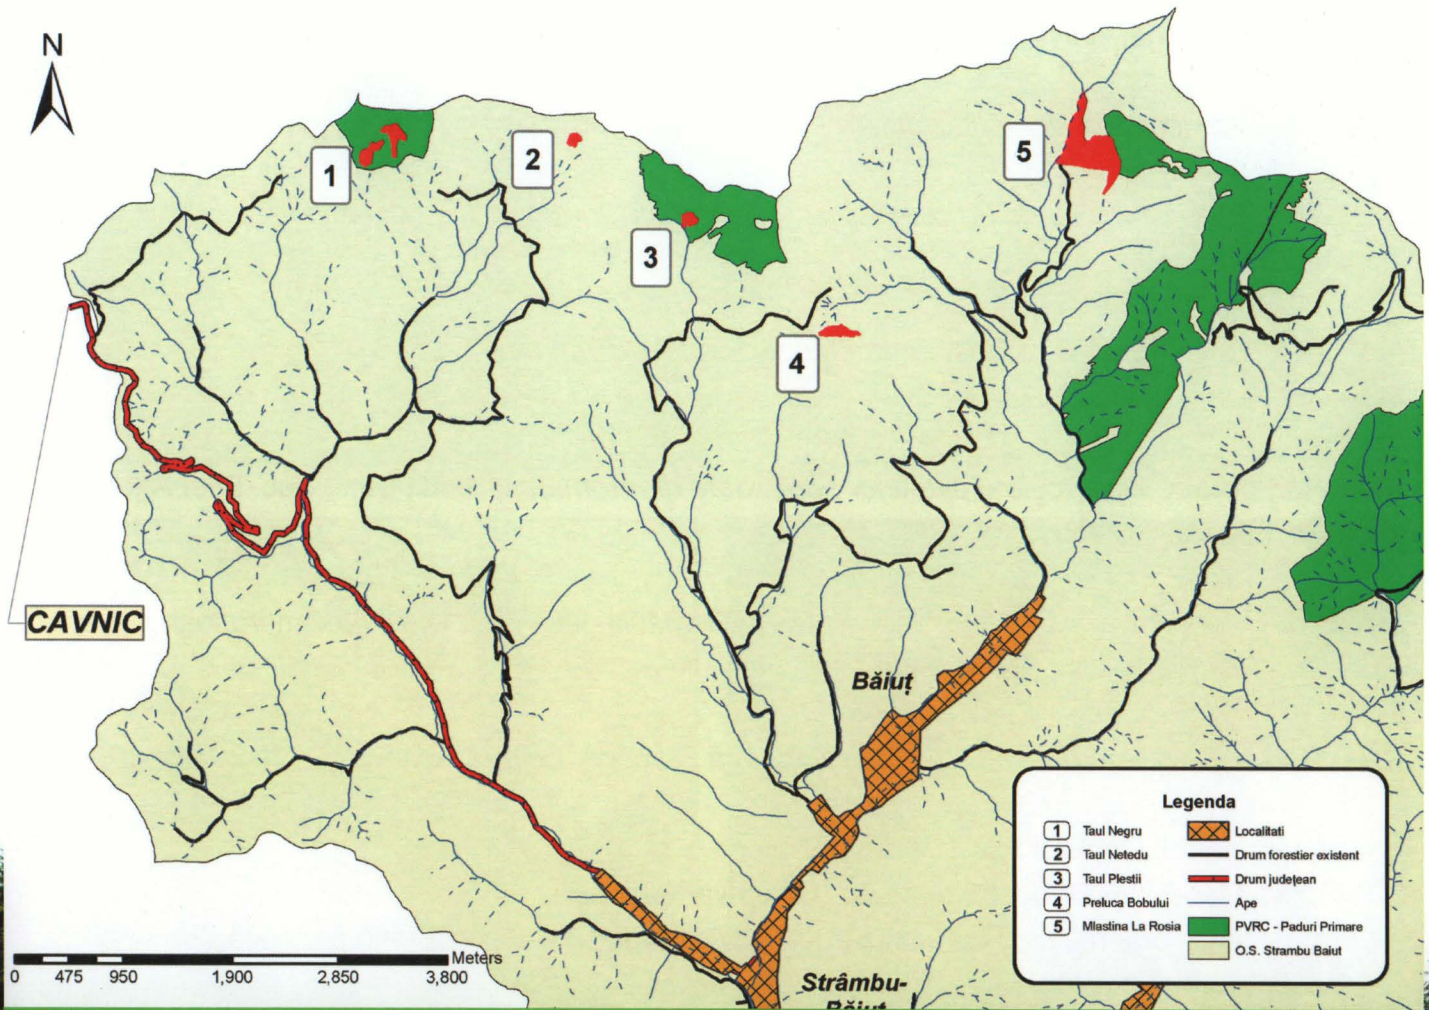 N
1
2
3
4
5
CAVNIC
Băiuț
Strâmbu-
Băiut
Legenda
1 Taul Negru
2 Taul Netedu
3 Taul Plestii
4 Preluca Bobului
5 Mlastina La Rosia
Localitati
Drum forestier existent
Drum județean
Ape
PVRC - Paduri Primare
O.S. Strambu Baiut
Meters
0 475 950 1,900 2,850 3,800